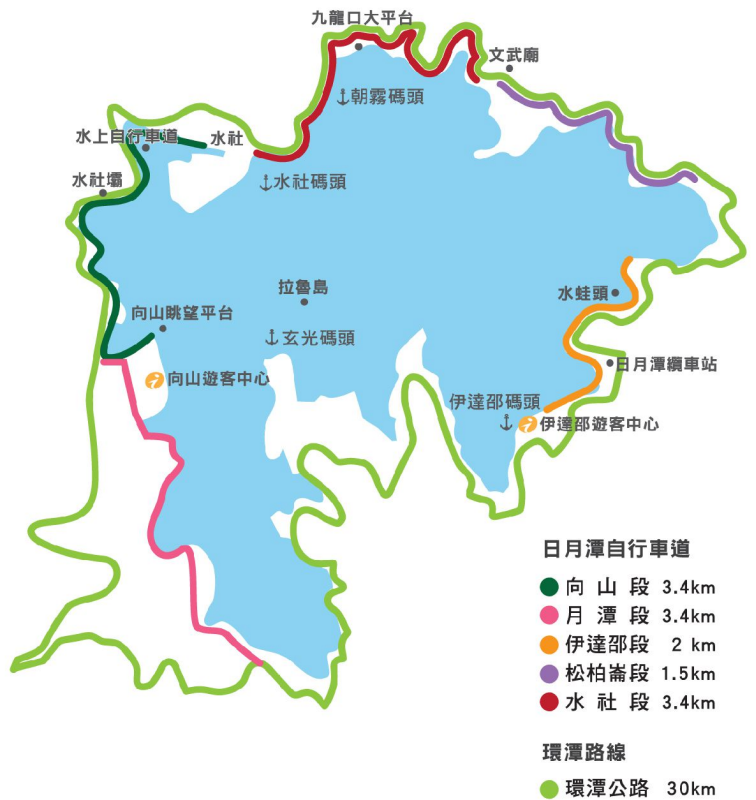 九龍口大平台
文武廟
朝霧碼頭
水上自行車道
水社
水社壩
水社碼頭
拉魯島
水蛙頭
向山眺望平台
玄光碼頭
日月潭纜車站
向山遊客中心
伊達邵碼頭
伊達邵遊客中心
日月潭自行車道
向山段 3.4km
月潭段 3.4km
伊達邵段 2 km
松柏崙段 1.5km
水社段 3.4km
環潭路線
環潭公路 30km